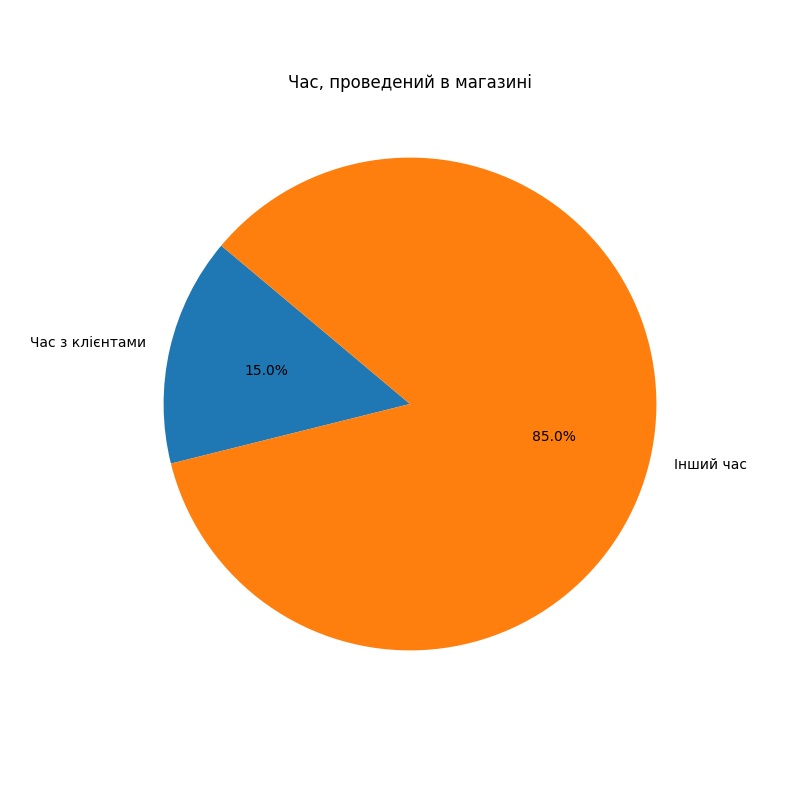 Час, проведений в магазині
Час з клієнтами
15.0%
85.0%
Інший час